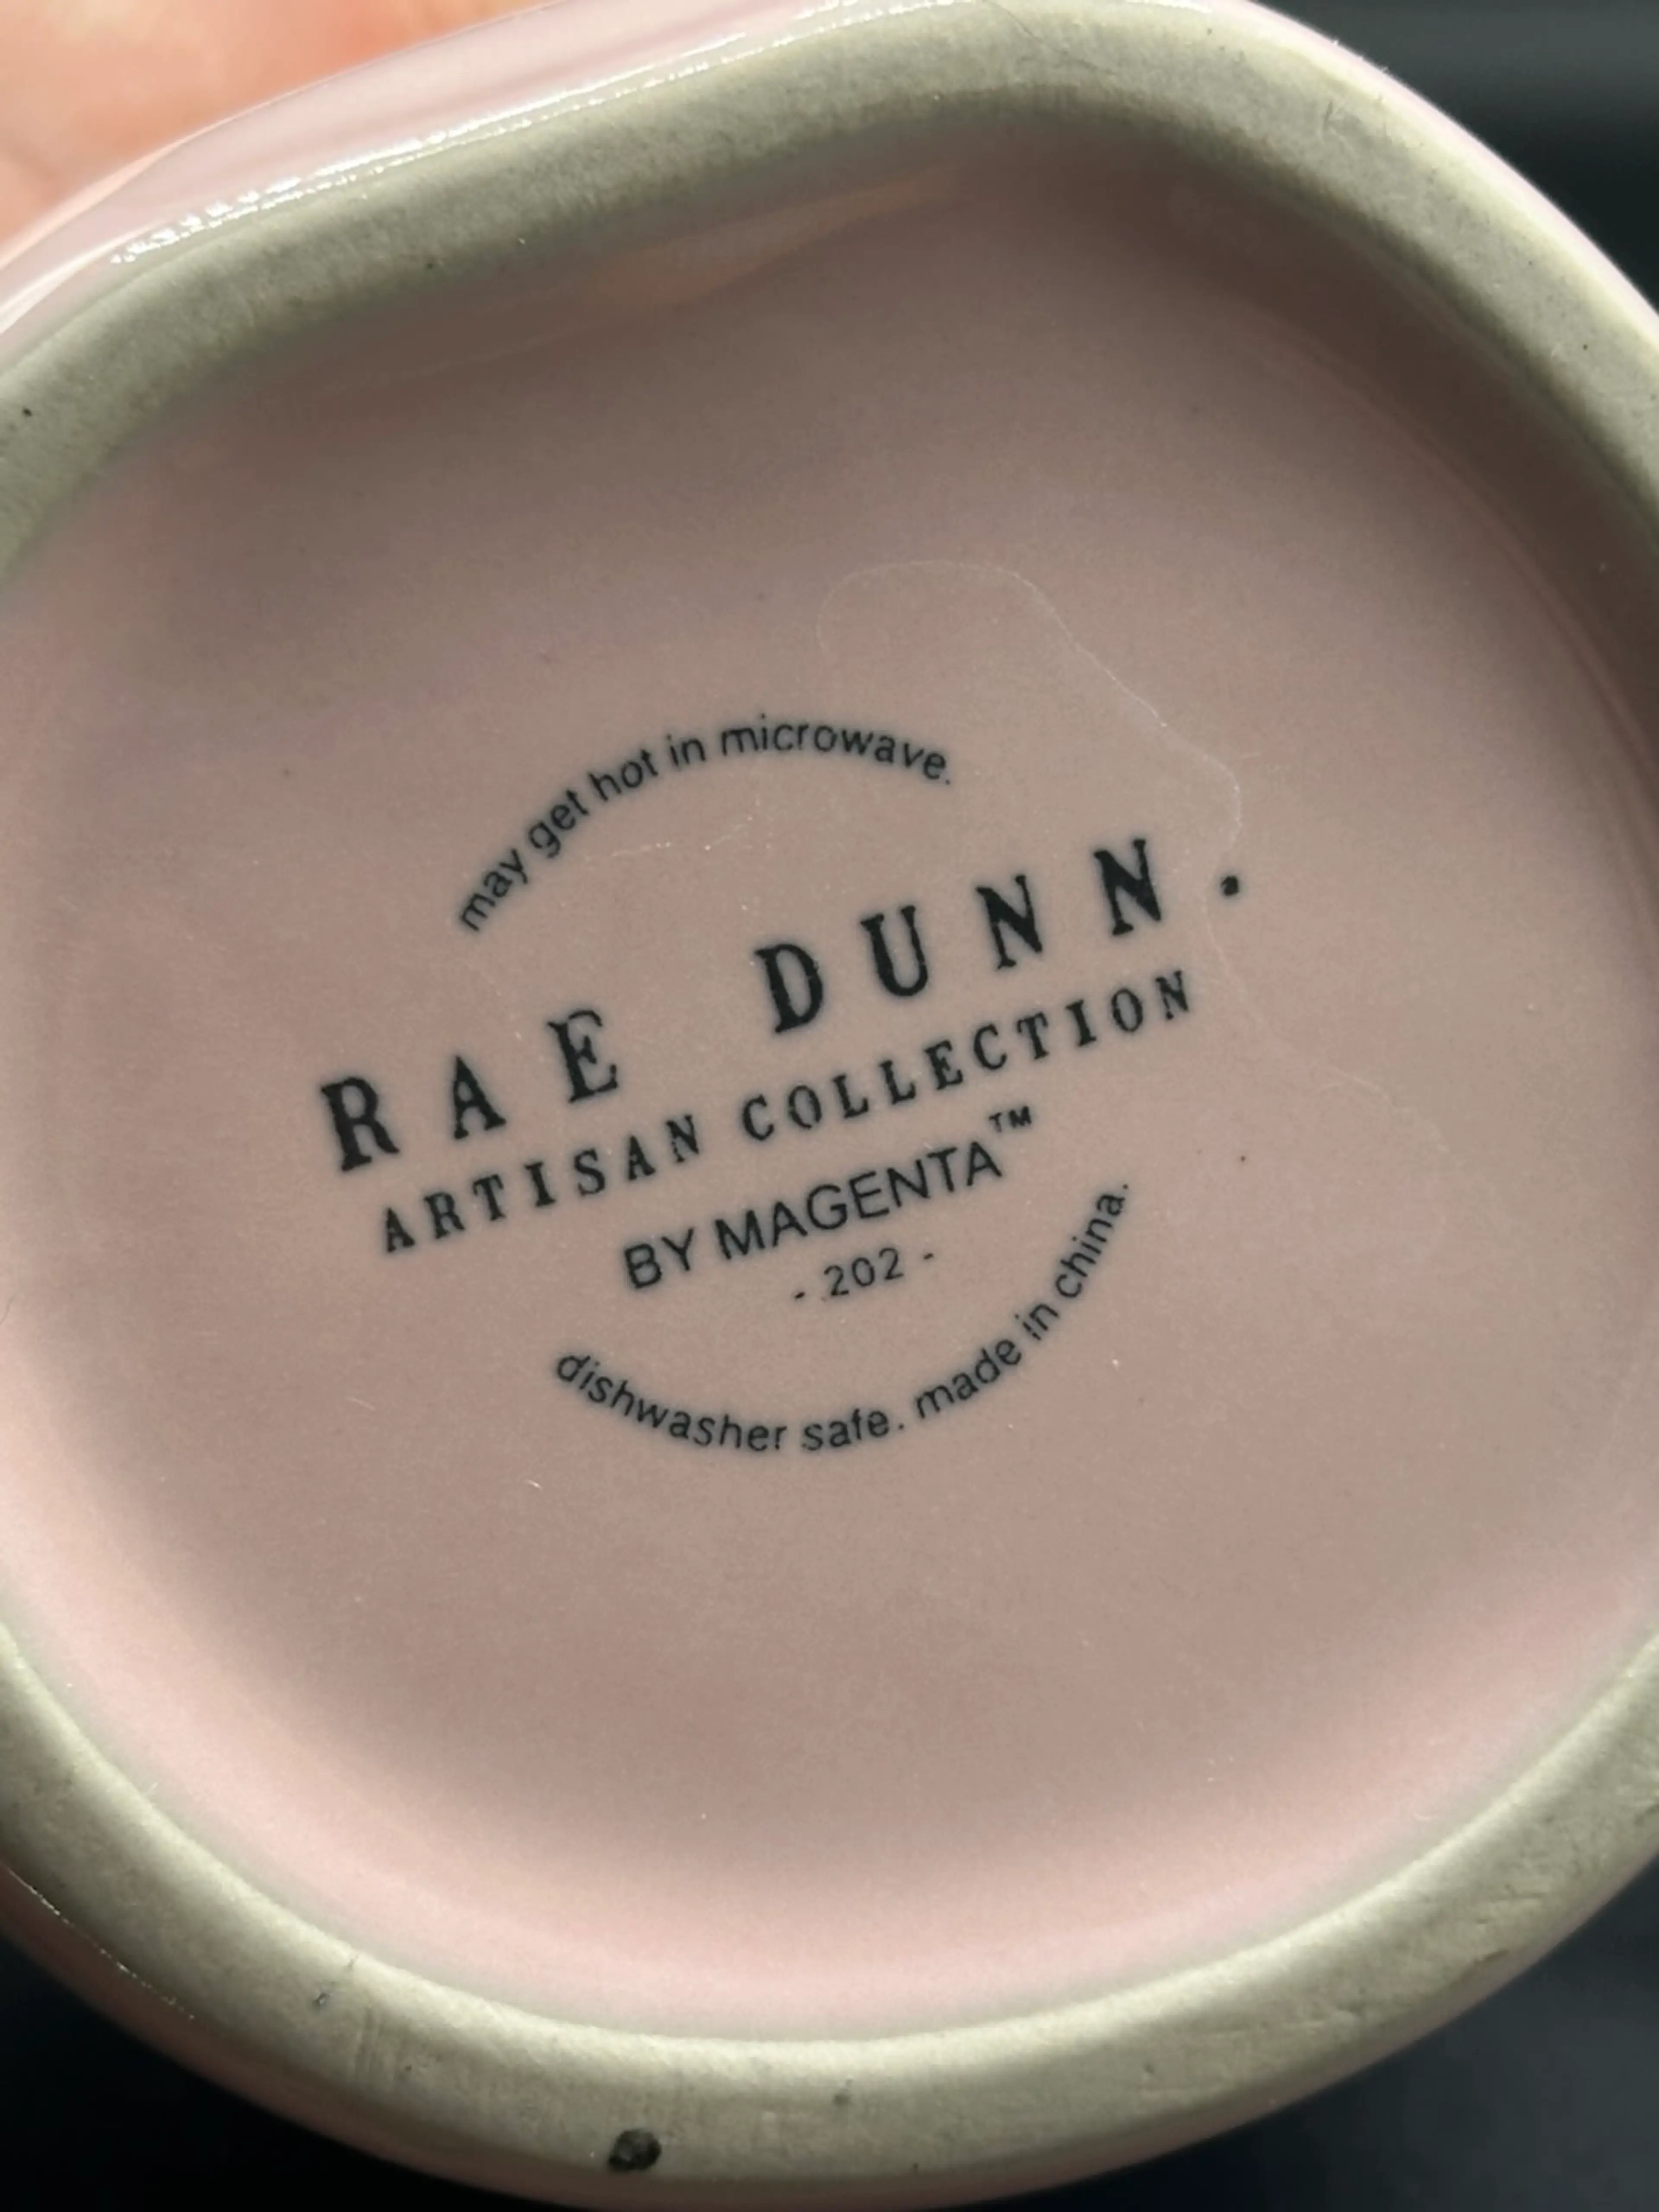 may get hot in microwave.
RAE DUNN.
ARTISAN COLLECTION
BY MAGENTA™
- 202 -
dishwasher safe. made in china.